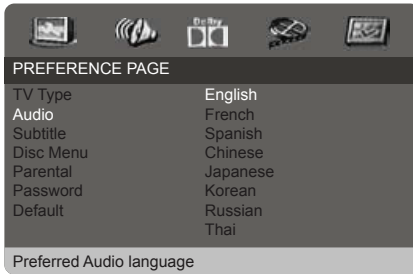 Dolby
PREFERENCE PAGE
TV Type English
Audio French
Subtitle Spanish
Disc Menu Chinese
Parental Japanese
Password Korean
Default Russian
Thai
Preferred Audio language